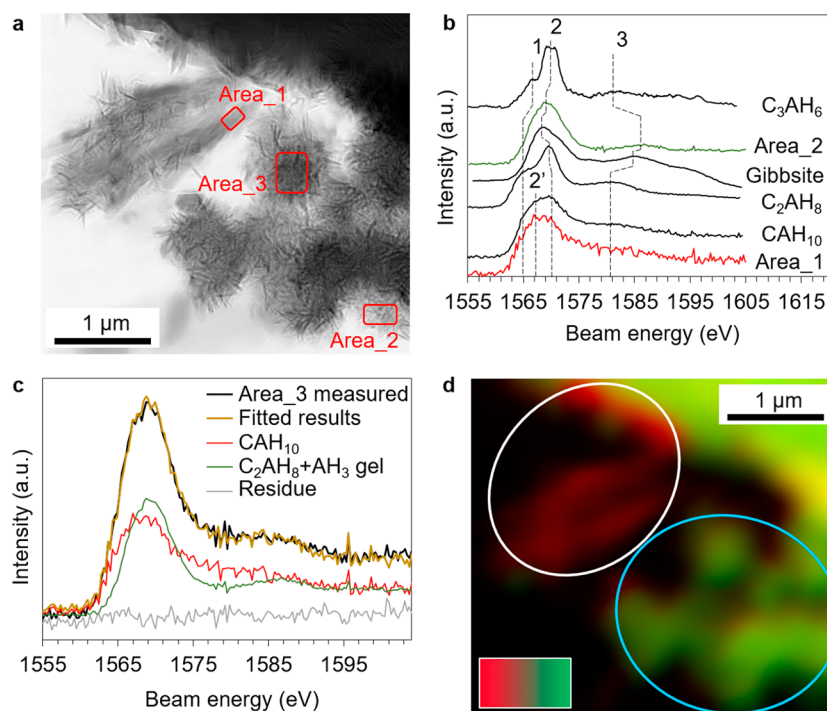 a
Area_1
Area_3
Area_2
1 µm
b
1
2
3
2'
C₃AH₆
Area_2
Gibbsite
C₂AH₈
CAH₁₀
Area_1
Intensity (a.u.)
1555 1565 1575 1585 1595 1605 1615
Beam energy (eV)
c
Area_3 measured
Fitted results
CAH₁₀
C₂AH₈+AH₃ gel
Residue
Intensity (a.u.)
1555 1565 1575 1585 1595
Beam energy (eV)
d
1 µm